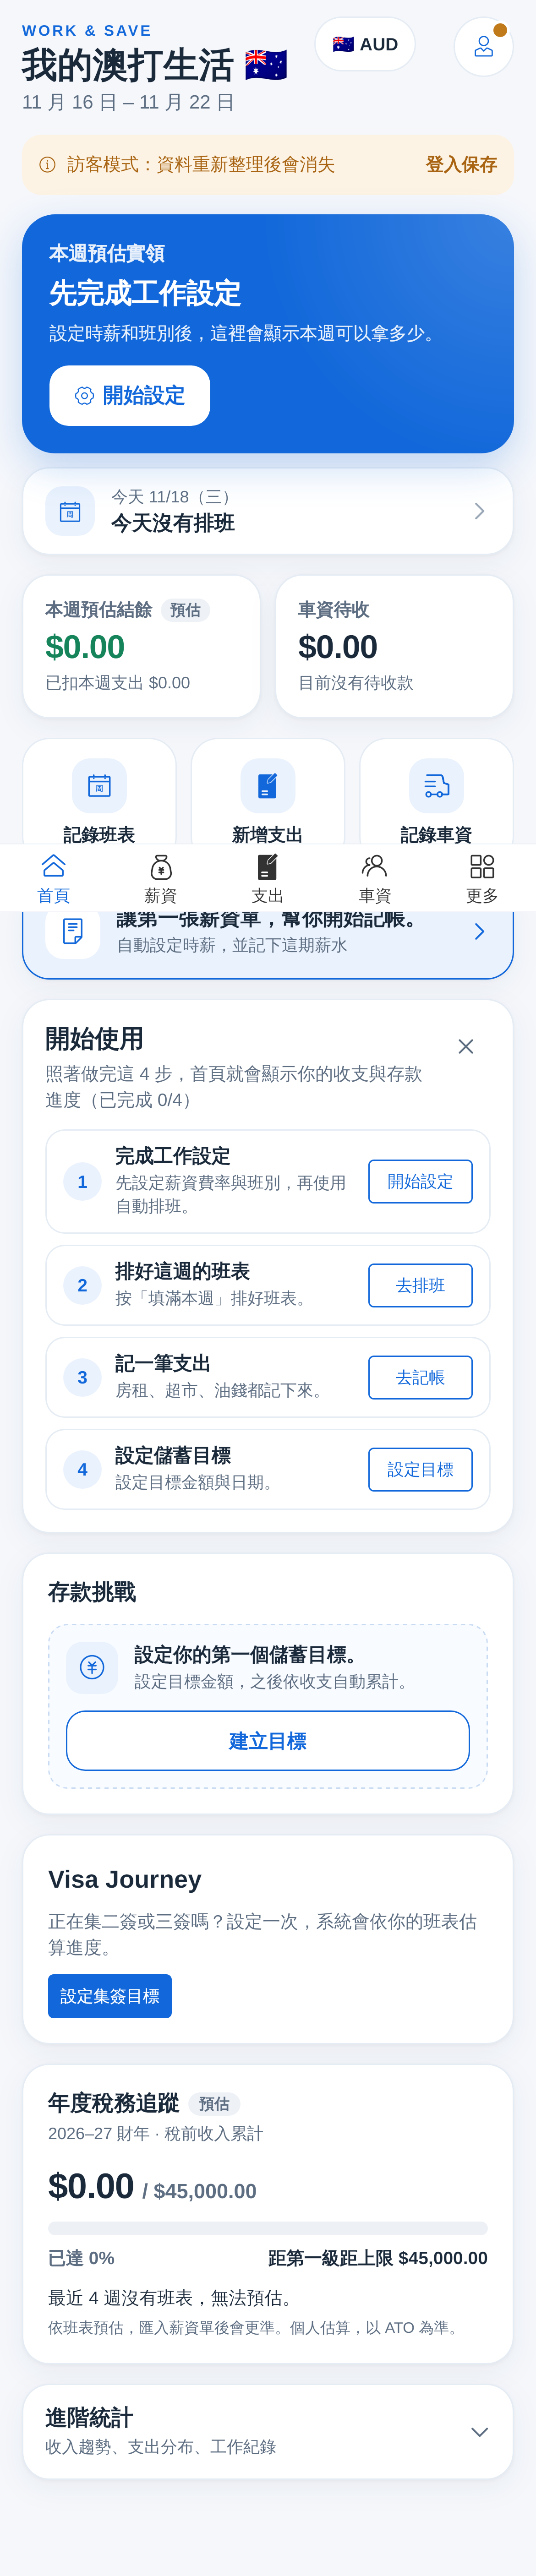 WORK & SAVE
我的澳打生活 🇦🇺
🇦🇺 AUD
11 月 16 日 – 11 月 22 日
訪客模式：資料重新整理後會消失
登入保存
本週預估實領
先完成工作設定
設定時薪和班別後，這裡會顯示本週可以拿多少。
開始設定
周
今天 11/18（三）
今天沒有排班
本週預估結餘 預估
$0.00
已扣本週支出 $0.00
車資待收
$0.00
目前沒有待收款
周
記錄班表
新增支出
記錄車資
首頁
薪資
支出
車資
更多
讓第一張薪資單，幫你開始記帳。
自動設定時薪，並記下這期薪水
開始使用
照著做完這 4 步，首頁就會顯示你的收支與存款
進度（已完成 0/4）
1
完成工作設定
先設定薪資費率與班別，再使用
自動排班。
開始設定
2
排好這週的班表
按「填滿本週」排好班表。
去排班
3
記一筆支出
房租、超市、油錢都記下來。
去記帳
4
設定儲蓄目標
設定目標金額與日期。
設定目標
存款挑戰
¥
設定你的第一個儲蓄目標。
設定目標金額，之後依收支自動累計。
建立目標
Visa Journey
正在集二簽或三簽嗎？設定一次，系統會依你的班表估
算進度。
設定集簽目標
年度稅務追蹤 預估
2026–27 財年 · 稅前收入累計
$0.00 / $45,000.00
已達 0%
距第一級距上限 $45,000.00
最近 4 週沒有班表，無法預估。
依班表預估，匯入薪資單後會更準。個人估算，以 ATO 為準。
進階統計
收入趨勢、支出分布、工作紀錄